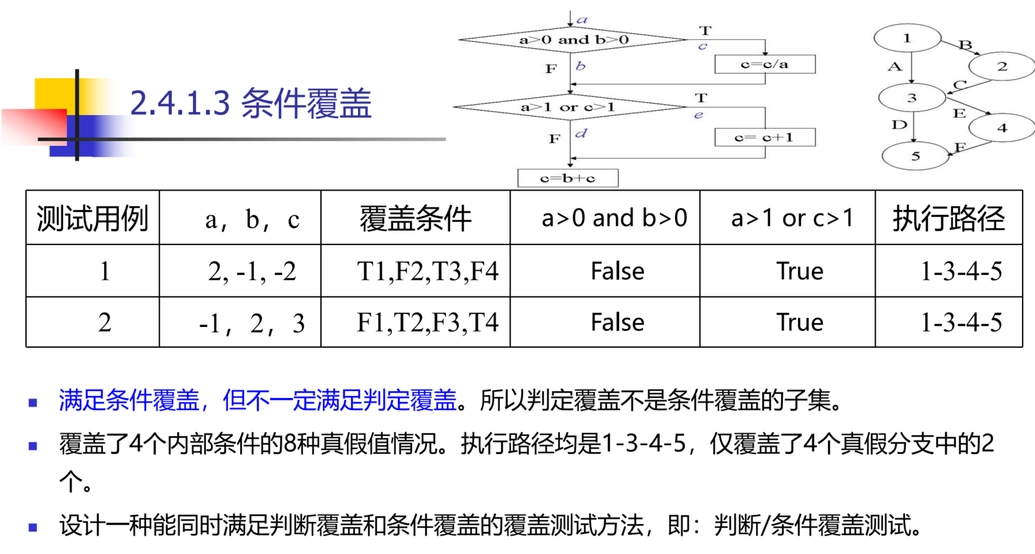 a
a>0 and b>0
T
c
F
b
c=c/a
a>1 or c>1
T
e
F
d
c= c+1
c=b+c
1
B
A
2
C
3
E
D
4
F
5
2.4.1.3 条件覆盖
测试用例 a，b，c 覆盖条件 a>0 and b>0 a>1 or c>1 执行路径
1 2, -1, -2 T1,F2,T3,F4 False True 1-3-4-5
2 -1，2，3 F1,T2,F3,T4 False True 1-3-4-5
满足条件覆盖，但不一定满足判定覆盖。所以判定覆盖不是条件覆盖的子集。
覆盖了4个内部条件的8种真假值情况。执行路径均是1-3-4-5，仅覆盖了4个真假分支中的2
个。
设计一种能同时满足判断覆盖和条件覆盖的覆盖测试方法，即：判断/条件覆盖测试。